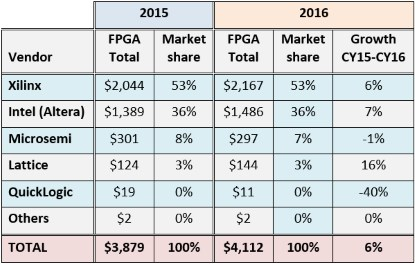 2015 2016
Vendor FPGA Total Market share FPGA Total Market share Growth CY15-CY16
Xilinx $2,044 53% $2,167 53% 6%
Intel (Altera) $1,389 36% $1,486 36% 7%
Microsemi $301 8% $297 7% -1%
Lattice $124 3% $144 3% 16%
QuickLogic $19 0% $11 0% -40%
Others $2 0% $2 0% 0%
TOTAL $3,879 100% $4,112 100% 6%